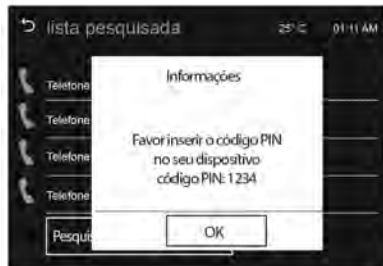 lista pesquisada 25° C 01:11 AM
Informações
Telefone
Telefone
Favor inserir o código PIN
no seu dispositivo
código PIN: 1234
Telefone
Telefone
Pesquis
OK